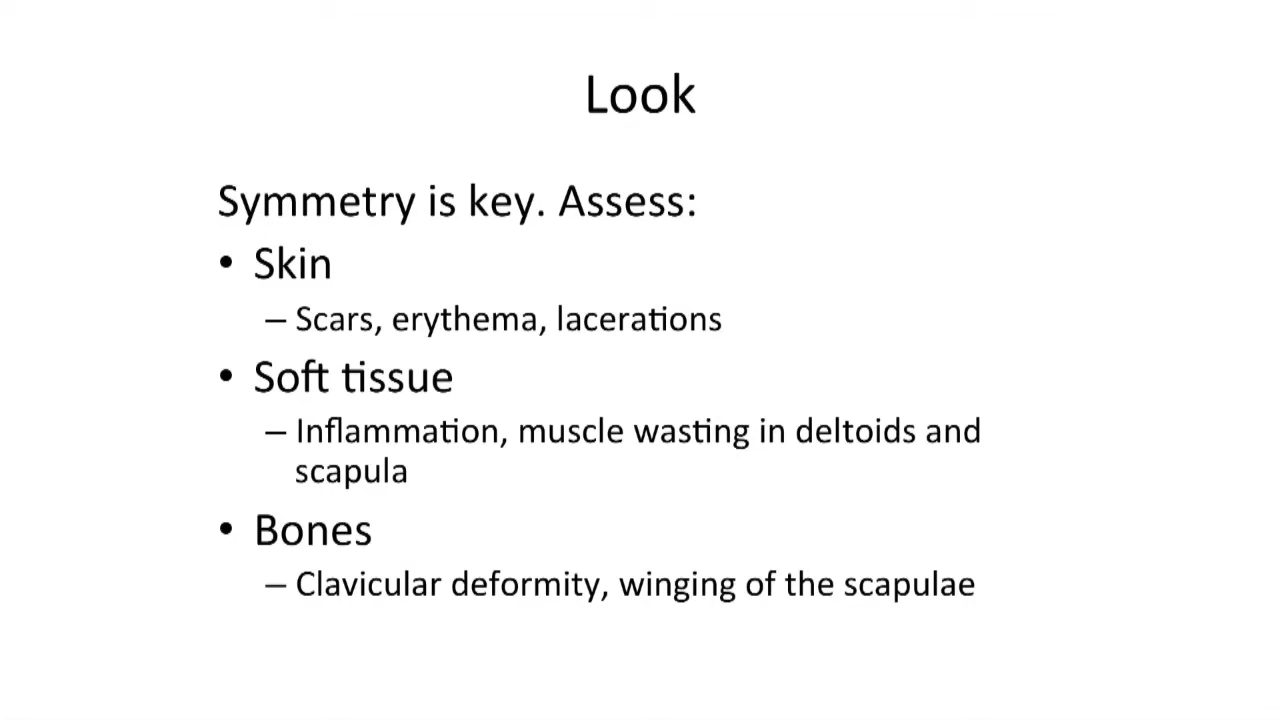 Look
Symmetry is key. Assess:
• Skin
– Scars, erythema, lacerations
• Soft tissue
– Inflammation, muscle wasting in deltoids and
scapula
• Bones
– Clavicular deformity, winging of the scapulae